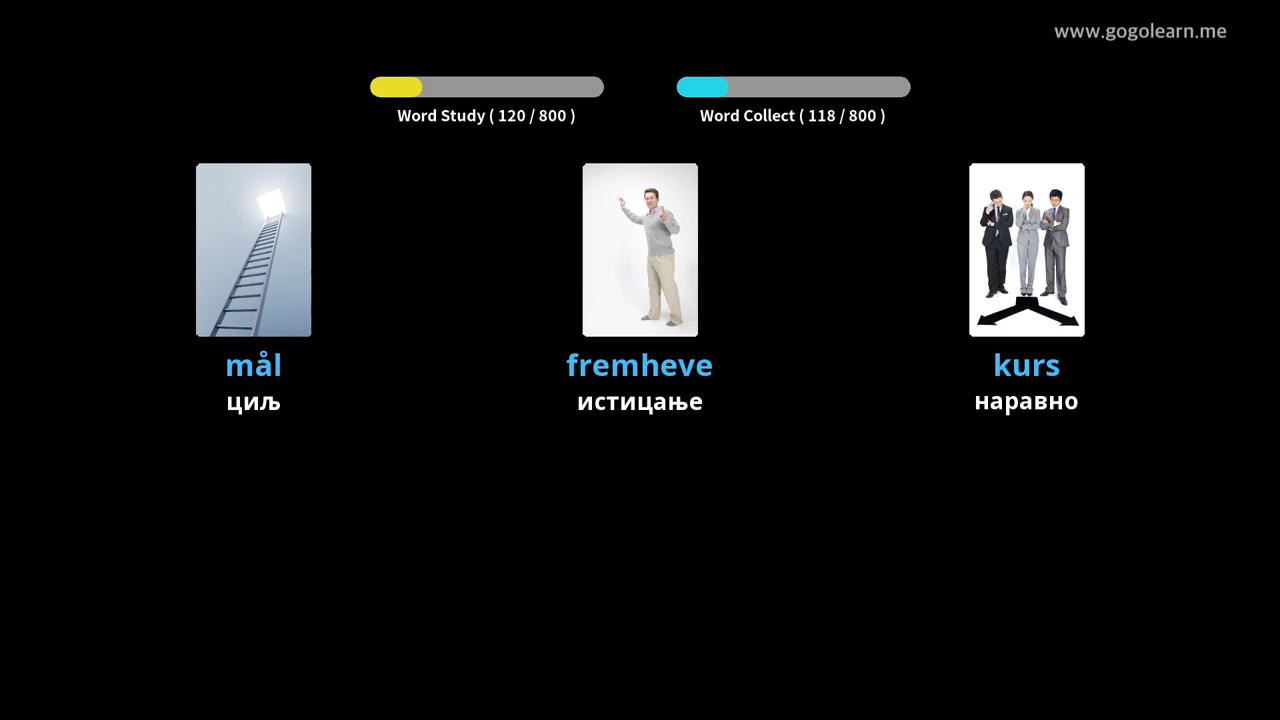 www.gogolearn.me
Word Study ( 120 / 800 )
Word Collect ( 118 / 800 )
mål
fremheve
kurs
циљ
истицање
наравно